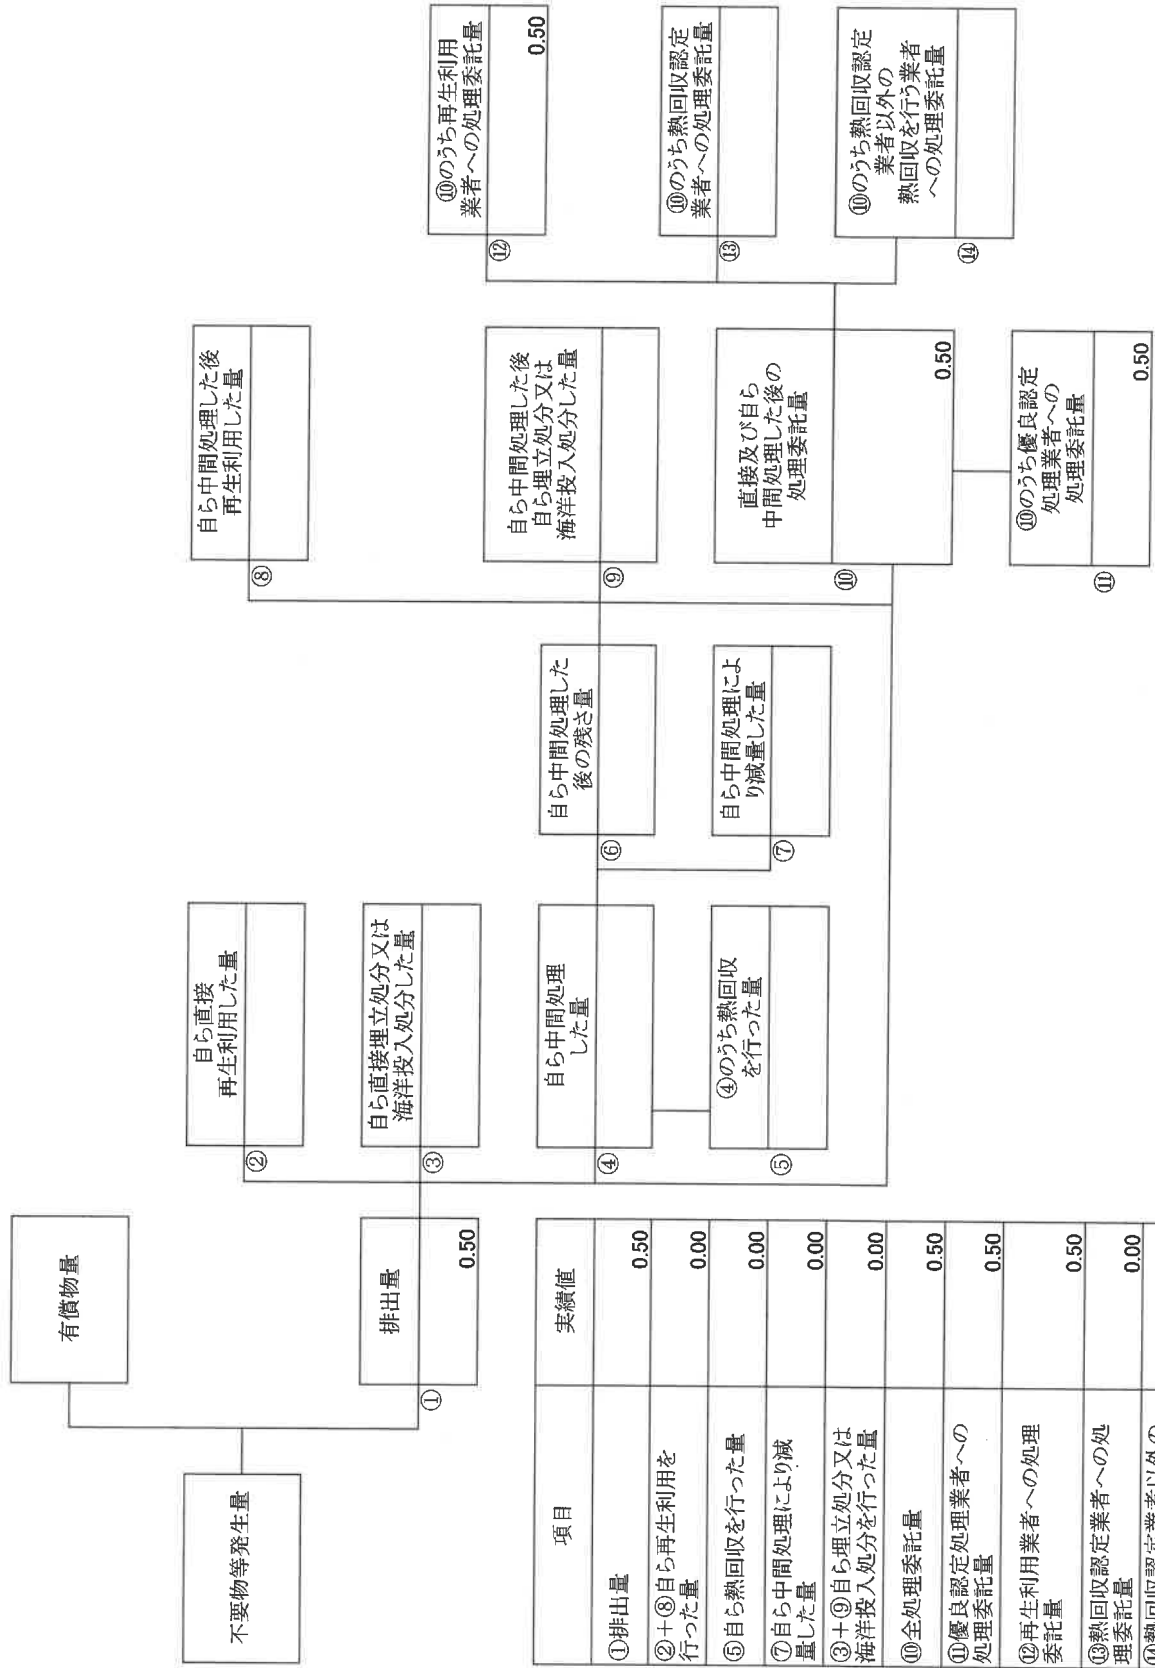 不要物等発生量
有償物量
排出量
①
0.50
自ら直接
再生利用した量
②
自ら直接埋立処分又は
海洋投入処分した量
③
自ら中間処理
した量
④
④のうち熱回収
を行った量
⑤
自ら中間処理した
後の残さ量
⑥
自ら中間処理によ
り減量した量
⑦
自ら中間処理した後
再生利用した量
⑧
自ら中間処理した後
自ら埋立処分又は
海洋投入処分した量
⑨
直接及び自ら
中間処理した後の
処理委託量
⑩
0.50
⑩のうち優良認定
処理業者への
処理委託量
⑪
0.50
⑩のうち再生利用
業者への処理委託量
⑫
0.50
⑩のうち熱回収認定
業者への処理委託量
⑬
⑩のうち熱回収認定
業者以外の
熱回収を行う業者
への処理委託量
⑭
項目 実績値
①排出量 0.50
②+⑧自ら再生利用を
行った量 0.00
⑤自ら熱回収を行った量 0.00
⑦自ら中間処理により減
量した量 0.00
③+⑨自ら埋立処分又は
海洋投入処分を行った量 0.00
⑩全処理委託量 0.50
⑪優良認定処理業者への
処理委託量 0.50
⑫再生利用業者への処理
委託量 0.50
⑬熱回収認定業者への処
理委託量 0.00
⑭熱回収認定業者以外の